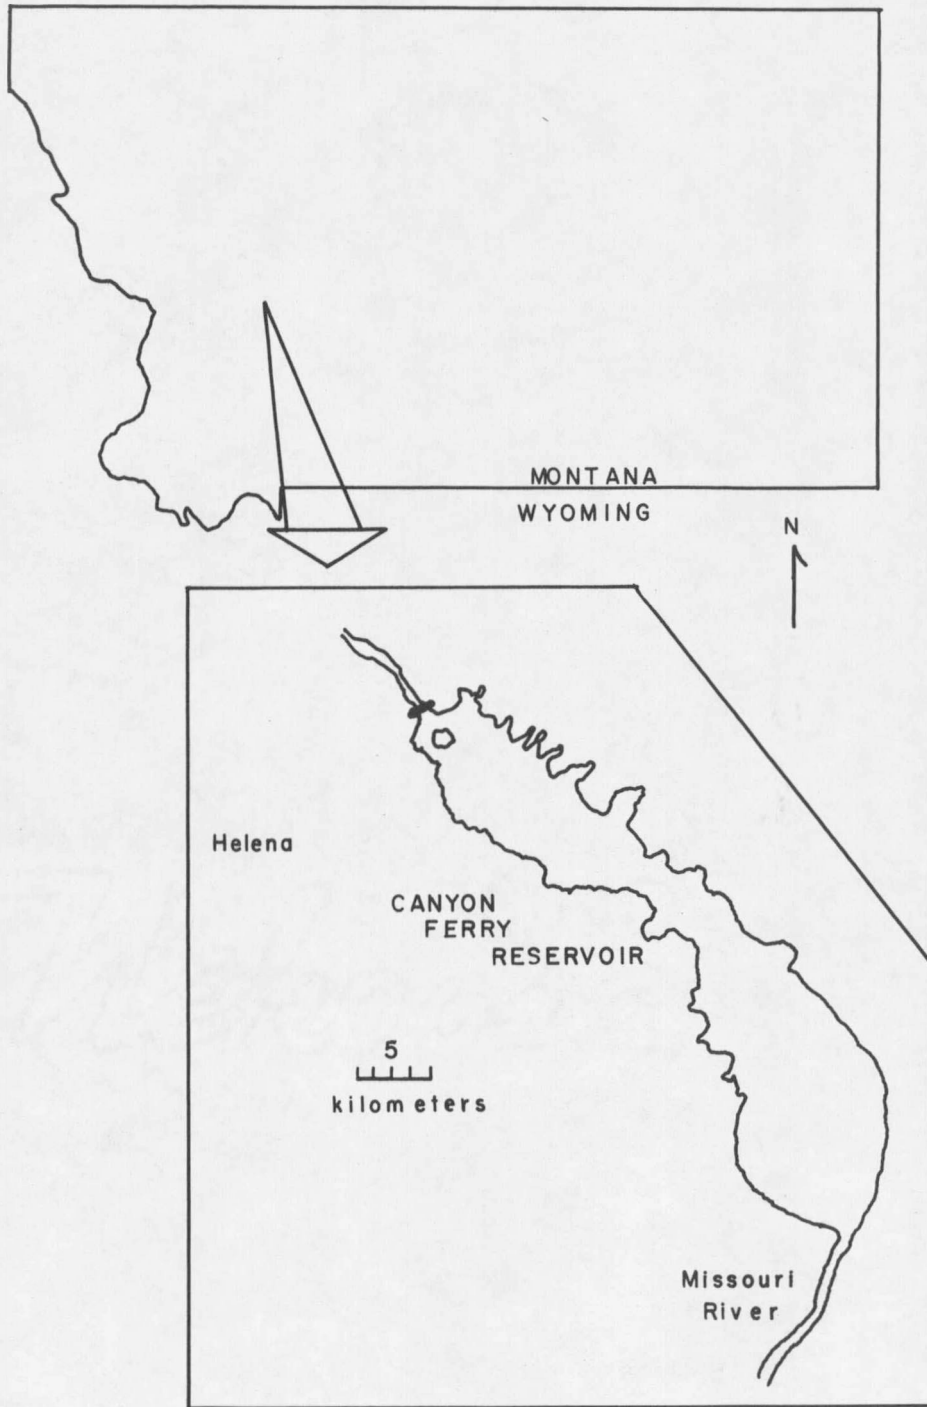 MONTANA
WYOMING
N
Helena
CANYON
FERRY
RESERVOIR
5
kilometers
Missouri
River